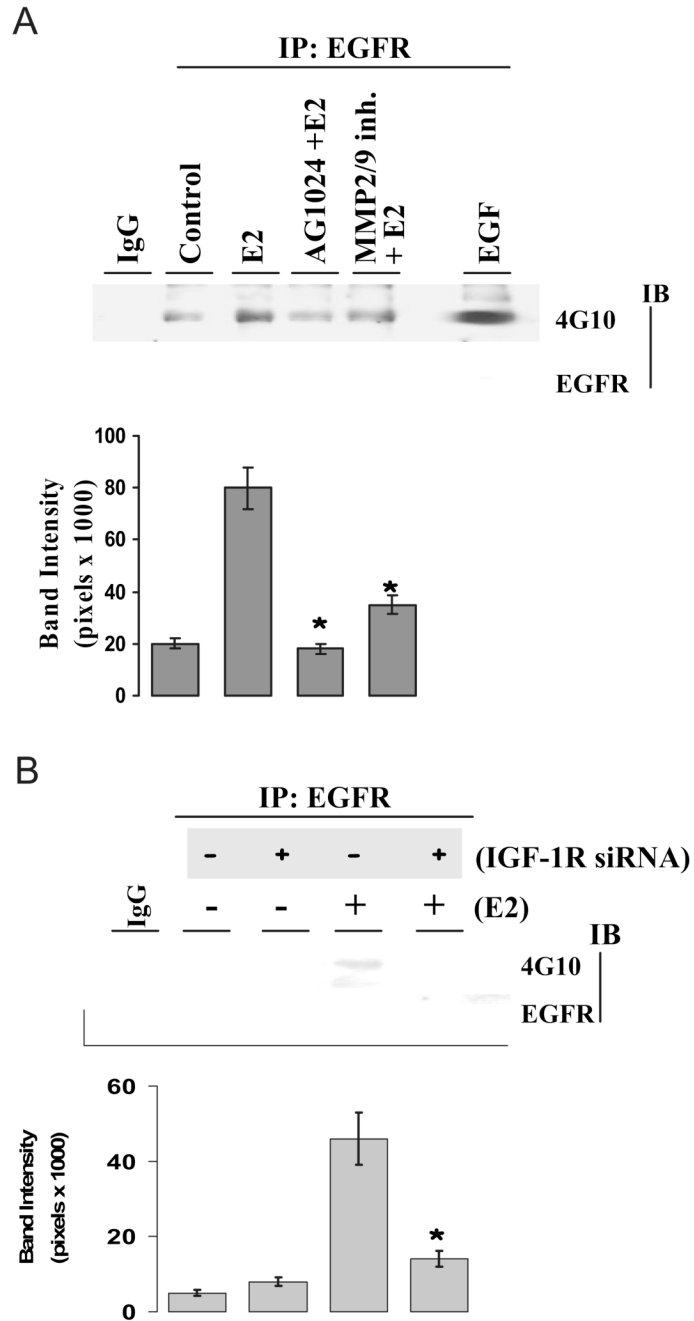 A
IP: EGFR
IgG
Control
E2
AG1024 +E2
MMP2/9 inh.
+ E2
EGF
IB
4G10
EGFR
Band Intensity
(pixels x 1000)
100
80
60
40
20
0
*
*
B
IP: EGFR
- + - + (IGF-1R siRNA)
IgG
- - + + (E2)
IB
4G10
EGFR
Band Intensity
(pixels x 1000)
60
40
20
0
*